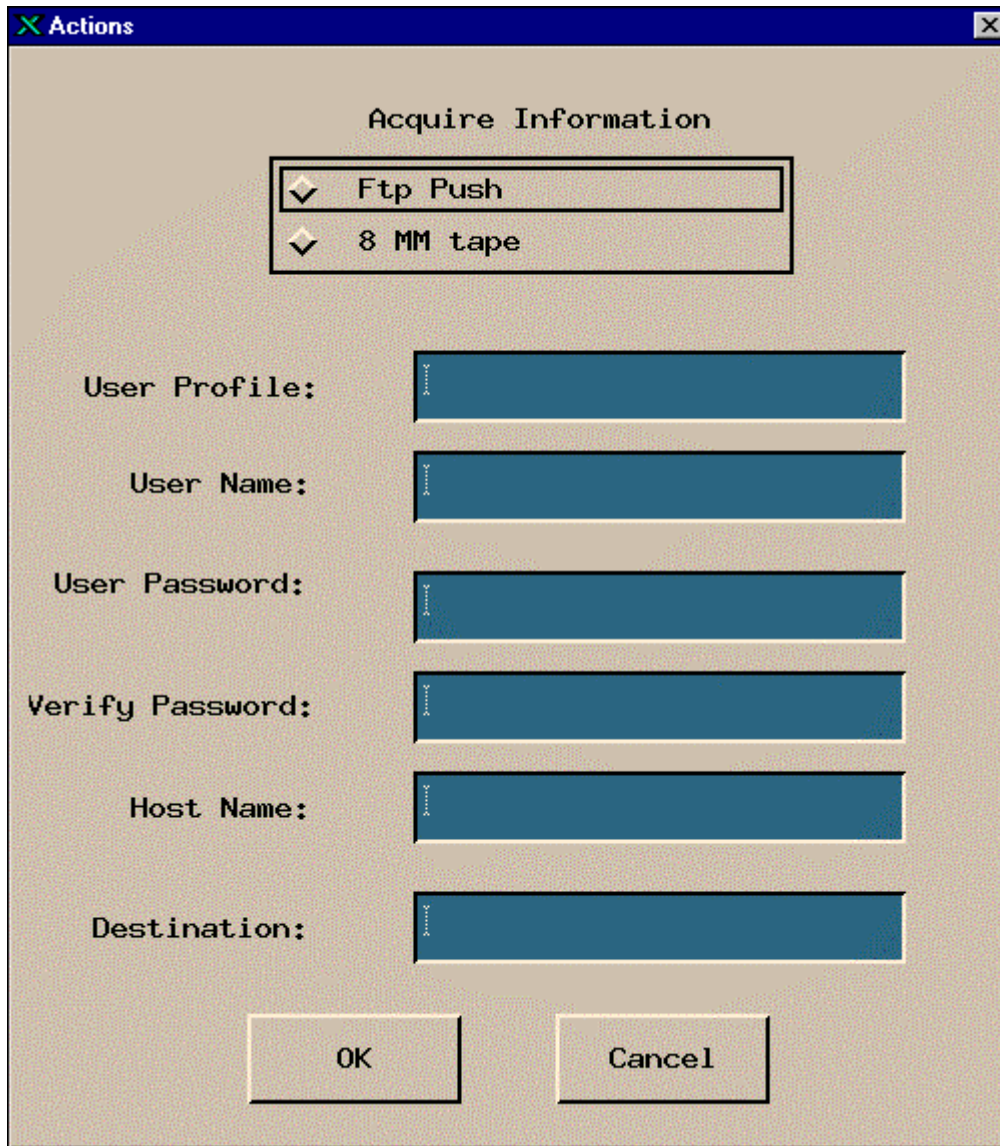 Actions
Acquire Information
Ftp Push
8 MM tape
User Profile:
User Name:
User Password:
Verify Password:
Host Name:
Destination:
OK Cancel